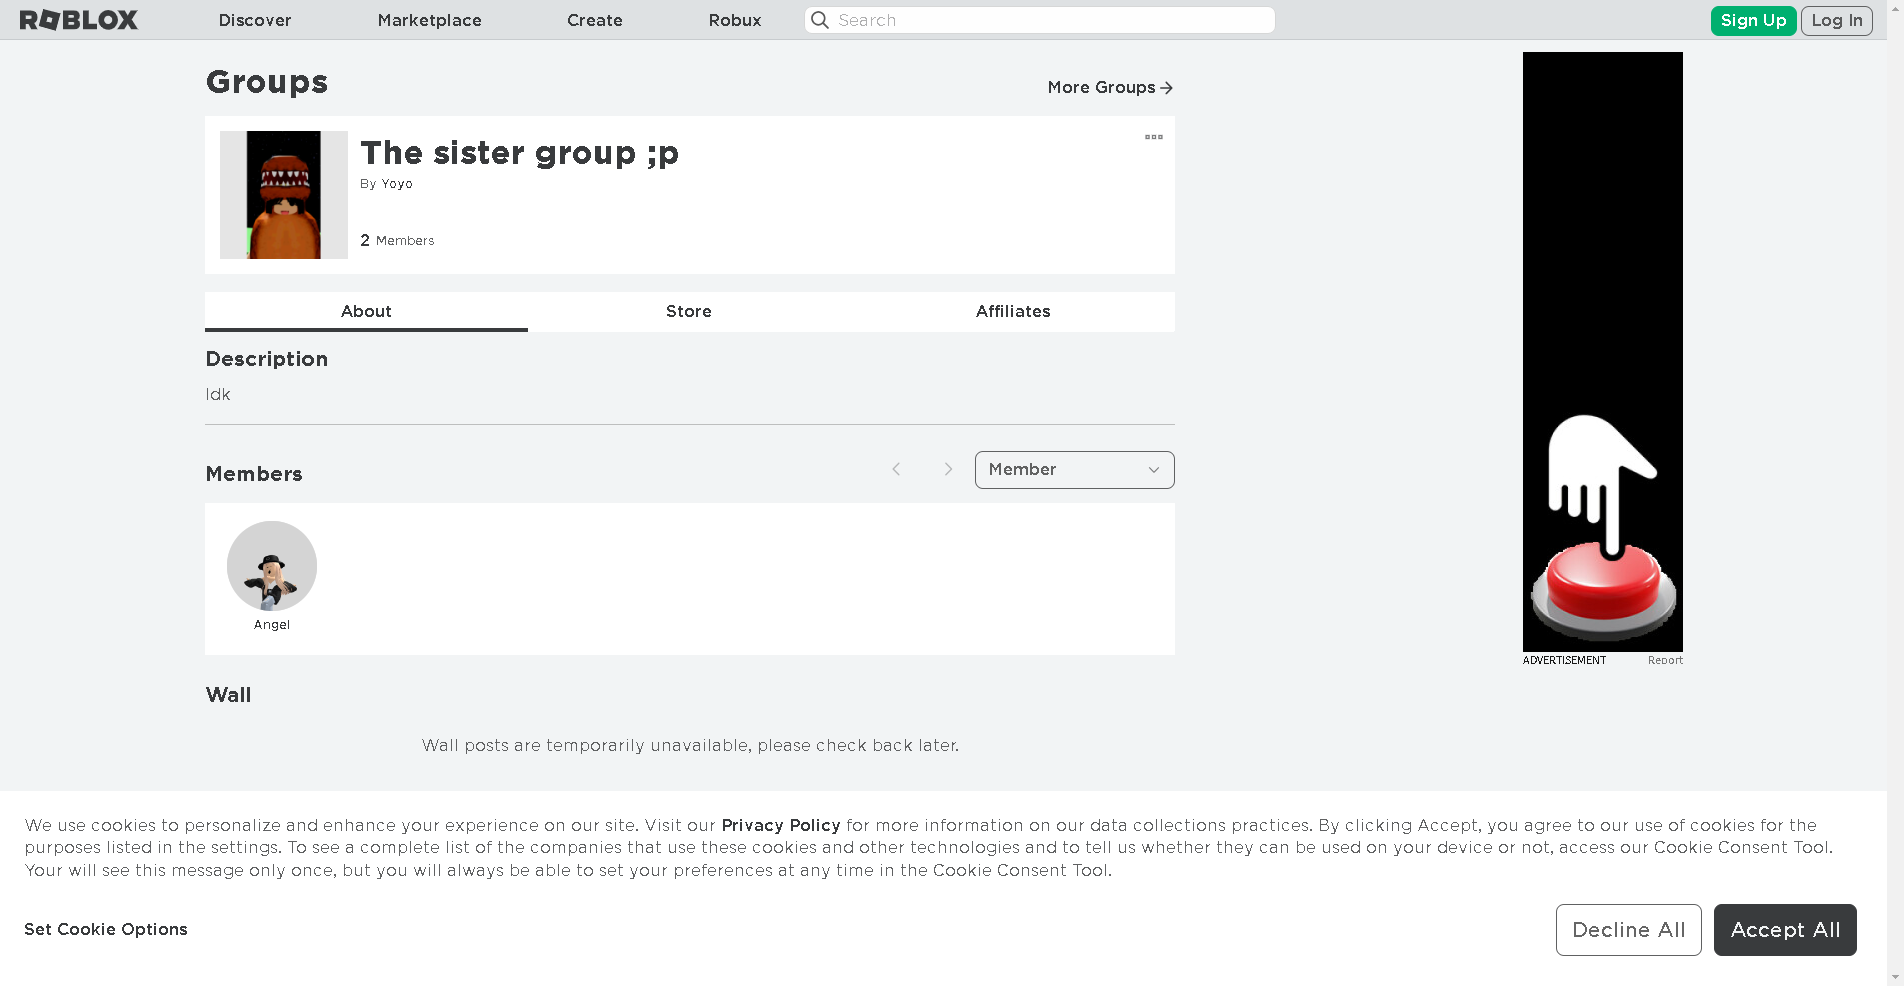 ROBLOX Discover Marketplace Create Robux Search Sign Up Log In
Groups
More Groups
The sister group ;p
By Yoyo
2 Members
About Store Affiliates
Description
Idk
Members
Member
Angel
ADVERTISEMENT Report
Wall
Wall posts are temporarily unavailable, please check back later.
We use cookies to personalize and enhance your experience on our site. Visit our Privacy Policy for more information on our data collections practices. By clicking Accept, you agree to our use of cookies for the
purposes listed in the settings. To see a complete list of the companies that use these cookies and other technologies and to tell us whether they can be used on your device or not, access our Cookie Consent Tool.
Your will see this message only once, but you will always be able to set your preferences at any time in the Cookie Consent Tool.
Set Cookie Options
Decline All
Accept All